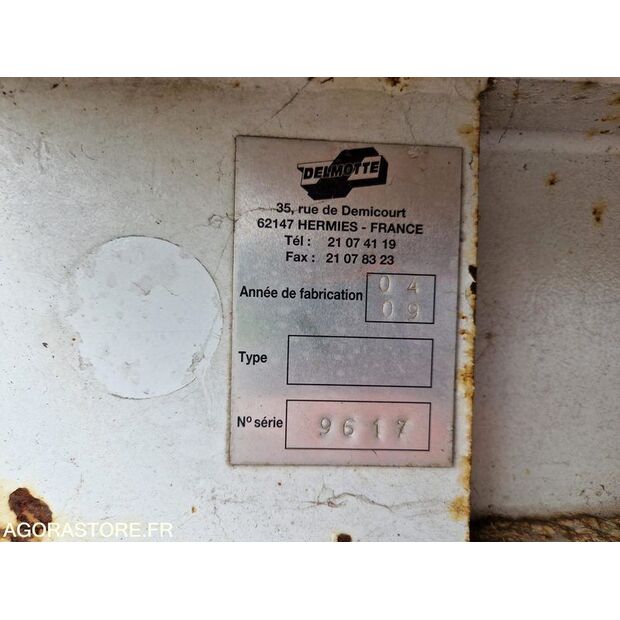 DELMOTTE
35, rue de Demicourt
62147 HERMIES - FRANCE
Tél : 21 07 41 19
Fax : 21 07 83 23
Année de fabrication 04
09
Type
N° série 9617
AGORASTORE.FR